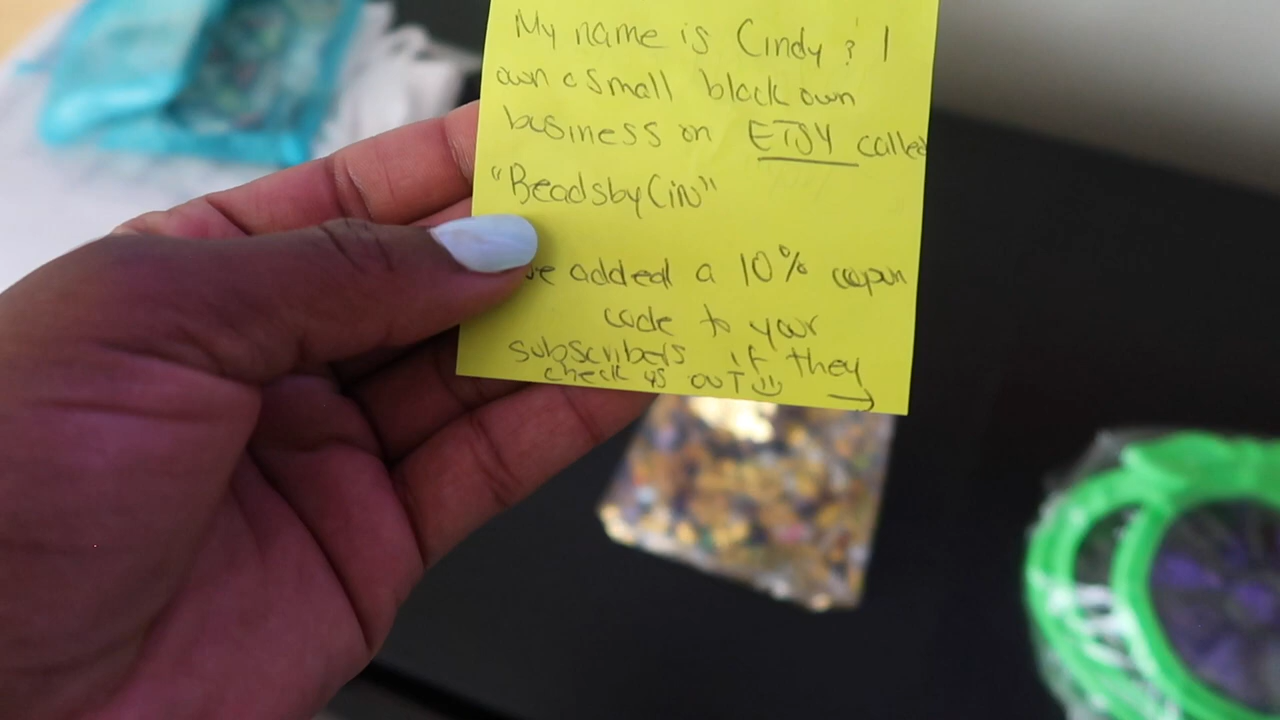 My name is Cindy & I
own a small black own
business on ETSY called
"BeadsbyCin"
ve added a 10% coupon
code to your
subscribers if they
check us out